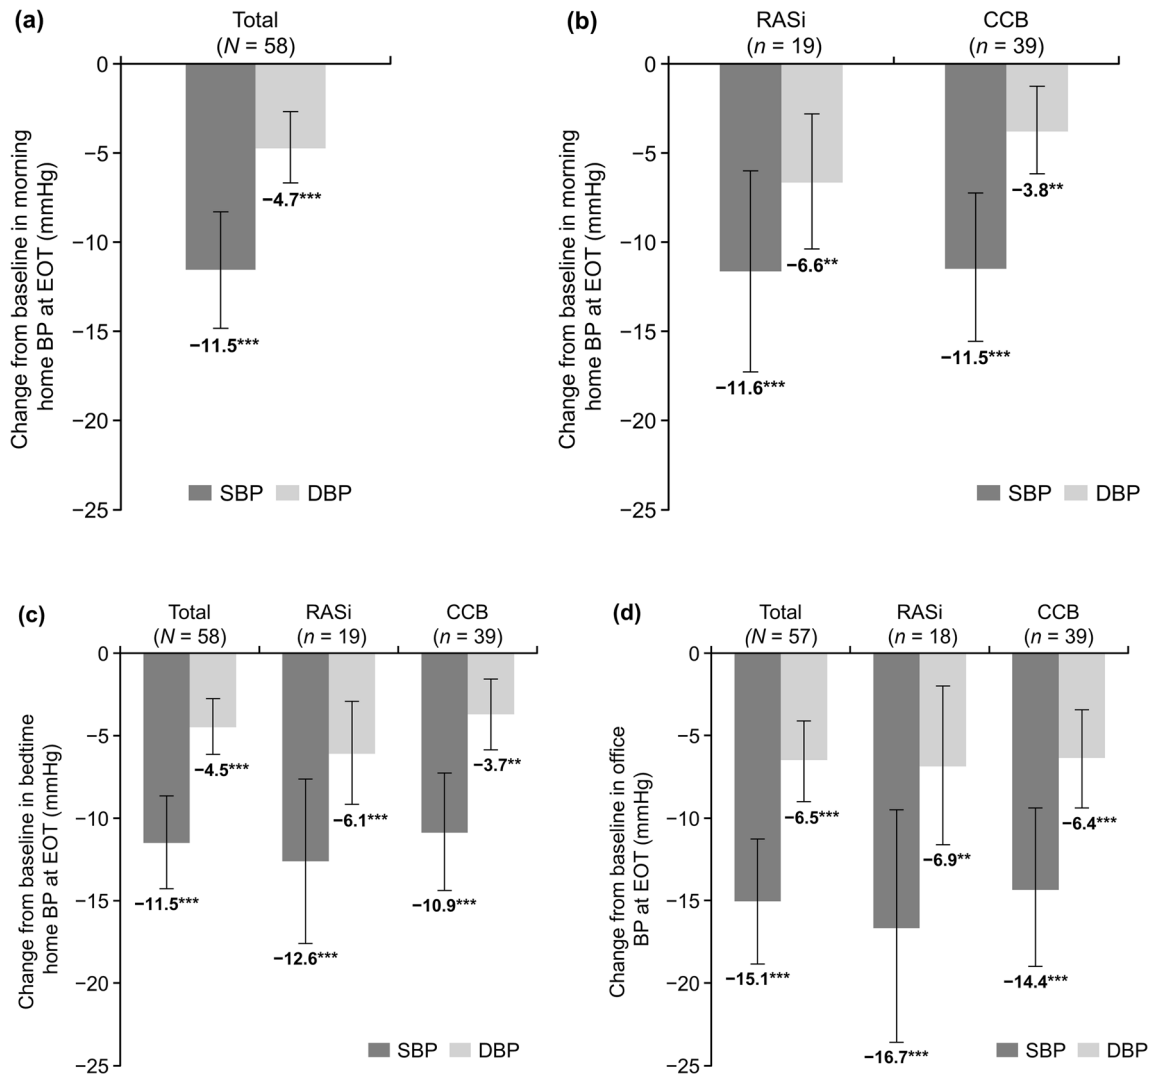 (a)
Total
(N = 58)
0
−5
−10
−15
−20
−25
Change from baseline in morning
home BP at EOT (mmHg)
−4.7***
−11.5***
SBP DBP
(b)
RASi CCB
(n = 19) (n = 39)
0
−5
−10
−15
−20
−25
Change from baseline in morning
home BP at EOT (mmHg)
−3.8**
−6.6**
−11.5***
−11.6***
SBP DBP
(c)
Total RASi CCB
(N = 58) (n = 19) (n = 39)
0
−5
−10
−15
−20
−25
Change from baseline in bedtime
home BP at EOT (mmHg)
−4.5*** −3.7**
−6.1***
−11.5*** −10.9***
−12.6***
SBP DBP
(d)
Total RASi CCB
(N = 57) (n = 18) (n = 39)
0
−5
−10
−15
−20
−25
Change from baseline in office
BP at EOT (mmHg)
−6.5*** −6.4***
−6.9**
−15.1*** −14.4***
−16.7***
SBP DBP